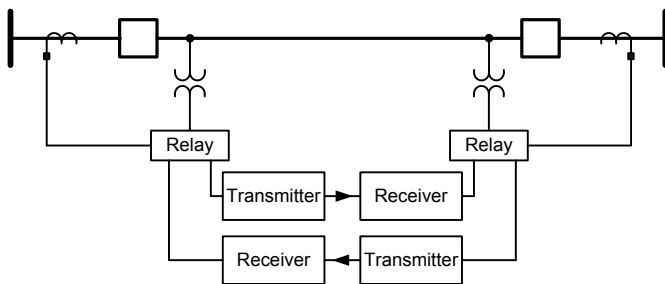 Relay
Relay
Transmitter
Receiver
Receiver
Transmitter